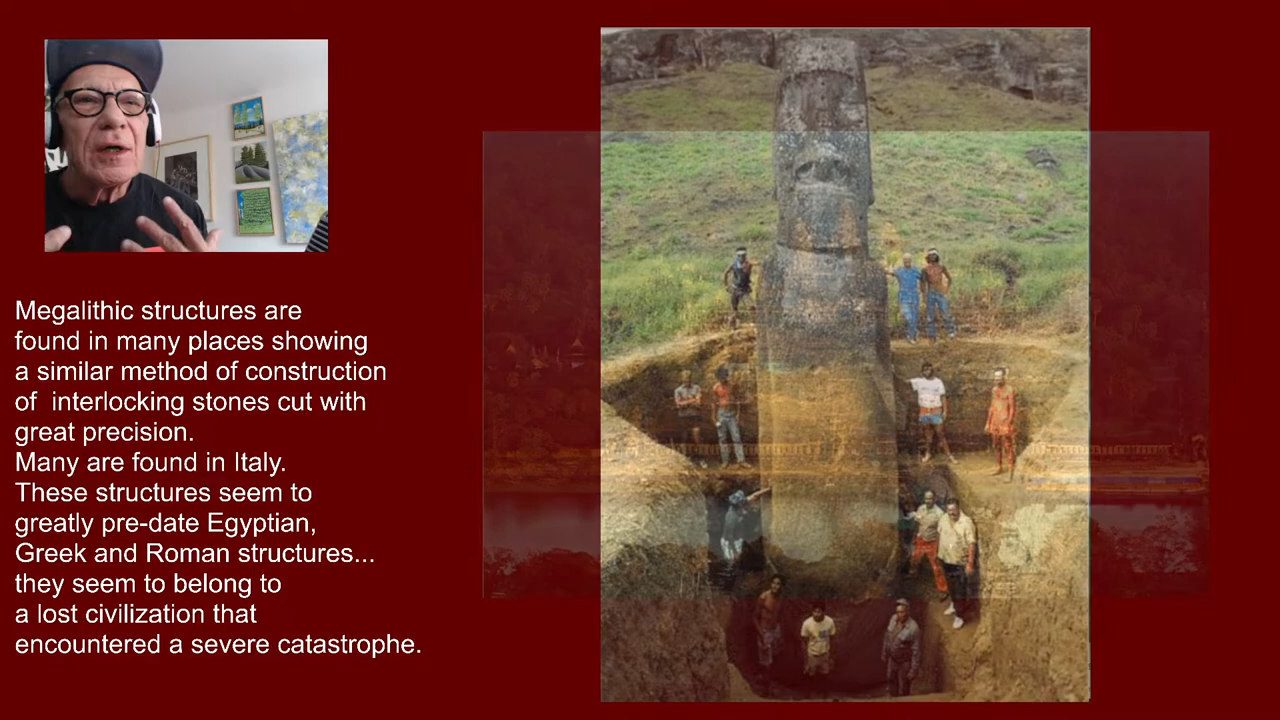 Megalithic structures are
found in many places showing
a similar method of construction
of  interlocking stones cut with
great precision.
Many are found in Italy.
These structures seem to
greatly pre-date Egyptian,
Greek and Roman structures...
they seem to belong to
a lost civilization that
encountered a severe catastrophe.